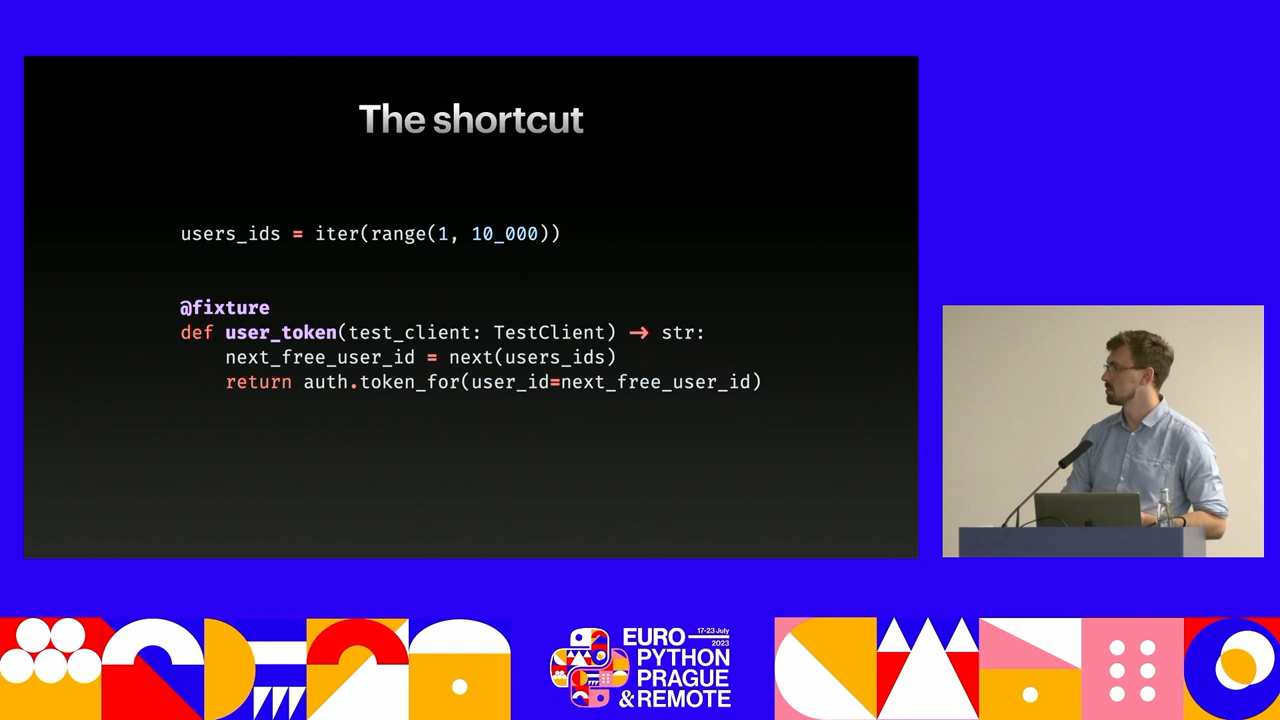 The shortcut
users_ids = iter(range(1, 10_000))
@fixture
def user_token(test_client: TestClient) → str:
    next_free_user_id = next(users_ids)
    return auth.token_for(user_id=next_free_user_id)
EURO
17-23 July
2023
PYTHON
PRAGUE
&REMOTE